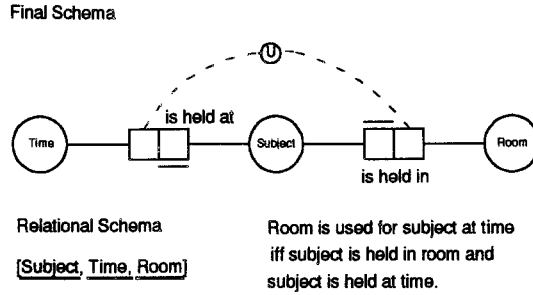 Final Schema
U
is held at
Time
Subject
Room
is held in
Relational Schema
[Subject, Time, Room]
Room is used for subject at time
iff subject is held in room and
subject is held at time.